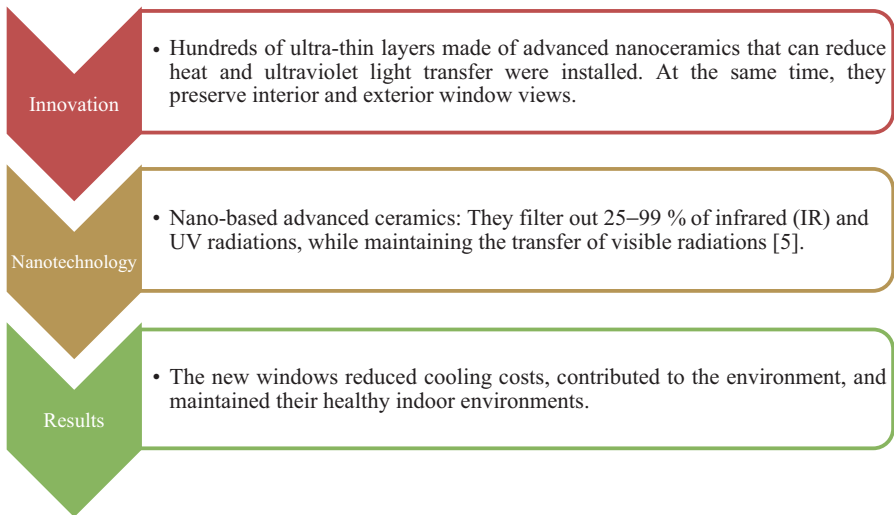 Innovation
• Hundreds of ultra-thin layers made of advanced nanoceramics that can reduce
heat and ultraviolet light transfer were installed. At the same time, they
preserve interior and exterior window views.
Nanotechnology
• Nano-based advanced ceramics: They filter out 25–99 % of infrared (IR) and
UV radiations, while maintaining the transfer of visible radiations [5].
Results
• The new windows reduced cooling costs, contributed to the environment, and
maintained their healthy indoor environments.